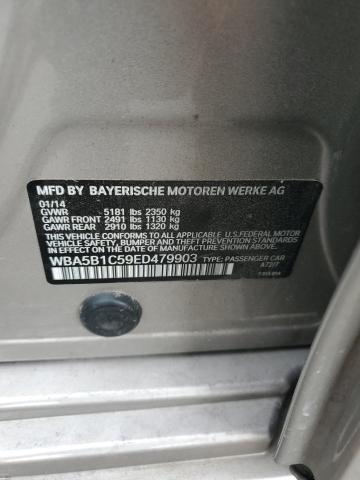 MFD BY BAYERISCHE MOTOREN WERKE AG
01/14
GVWR 5181 lbs 2350 kg
GAWR FRONT 2491 lbs 1130 kg
GAWR REAR 2910 lbs 1320 kg
THIS VEHICLE CONFORMS TO ALL APPLICABLE U.S. FEDERAL MOTOR
VEHICLE SAFETY, BUMPER, AND THEFT PREVENTION STANDARDS IN
EFFECT ON THE DATE OF MANUFACTURE SHOWN ABOVE.
WBA5B1C59ED479903 TYPE: PASSENGER CAR
A72/7